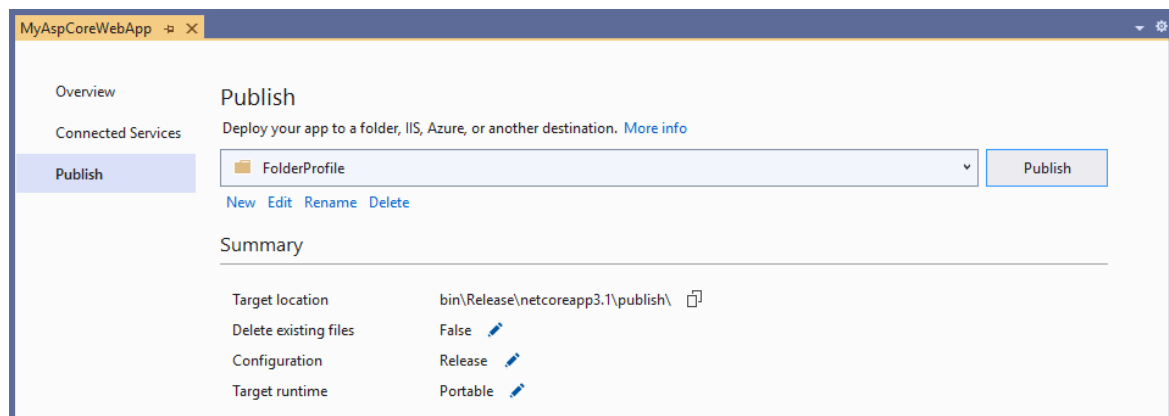 MyAspCoreWebApp
Overview
Connected Services
Publish
Publish
Deploy your app to a folder, IIS, Azure, or another destination. More info
FolderProfile
Publish
New Edit Rename Delete
Summary
Target location bin\Release\netcoreapp3.1\publish\
Delete existing files False
Configuration Release
Target runtime Portable